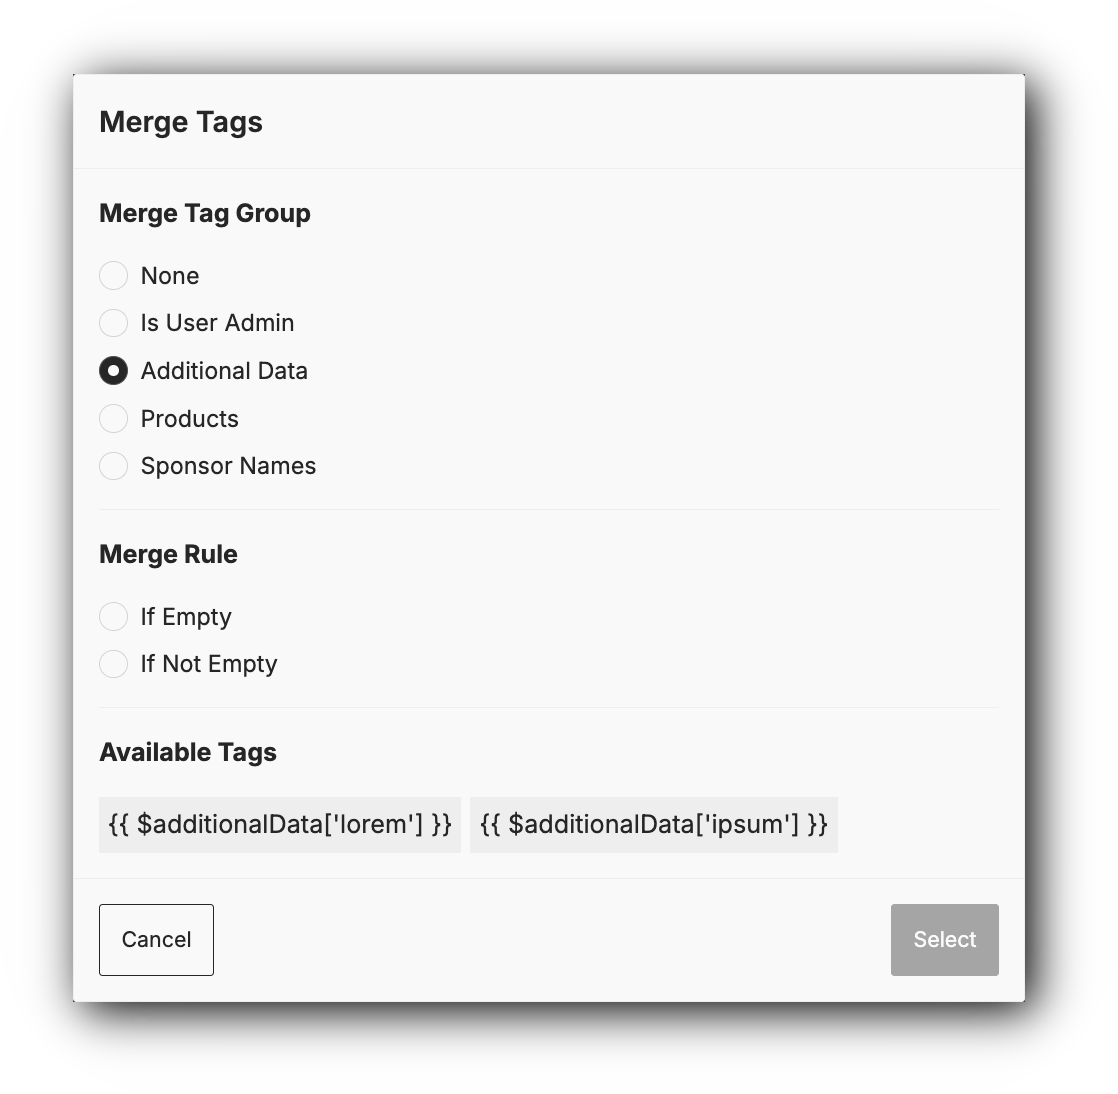 Merge Tags
Merge Tag Group
None
Is User Admin
Additional Data
Products
Sponsor Names
Merge Rule
If Empty
If Not Empty
Available Tags
{{ $additionalData['lorem'] }} {{ $additionalData['ipsum'] }}
Cancel Select